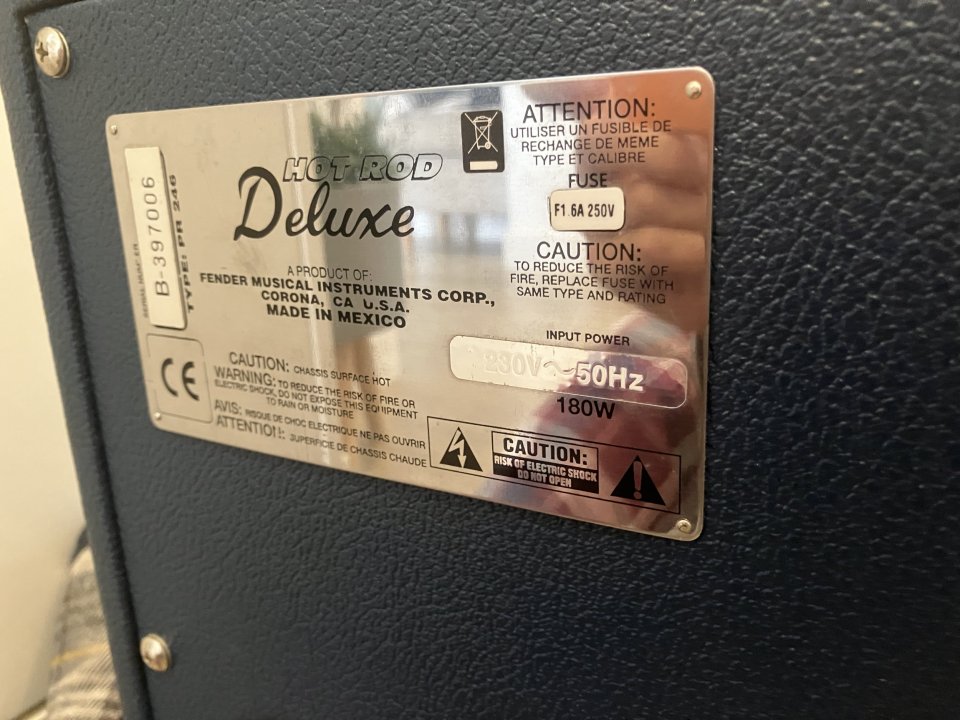 SERIAL NUMBER
B-397006
TYPE: PR 246
HOT ROD
Deluxe
A PRODUCT OF:
FENDER MUSICAL INSTRUMENTS CORP.,
CORONA, CA U.S.A.
MADE IN MEXICO
CE
CAUTION: CHASSIS SURFACE HOT
WARNING: TO REDUCE THE RISK OF FIRE OR
ELECTRIC SHOCK, DO NOT EXPOSE THIS EQUIPMENT
TO RAIN OR MOISTURE
AVIS: RISQUE DE CHOC ELECTRIQUE NE PAS OUVRIR
ATTENTION: SUPERFICIE DE CHASSIS CHAUDE
ATTENTION:
UTILISER UN FUSIBLE DE
RECHANGE DE MEME
TYPE ET CALIBRE
FUSE
F1.6A 250V
CAUTION:
TO REDUCE THE RISK OF
FIRE, REPLACE FUSE WITH
SAME TYPE AND RATING
INPUT POWER
230V～50Hz
180W
CAUTION:
RISK OF ELECTRIC SHOCK
DO NOT OPEN